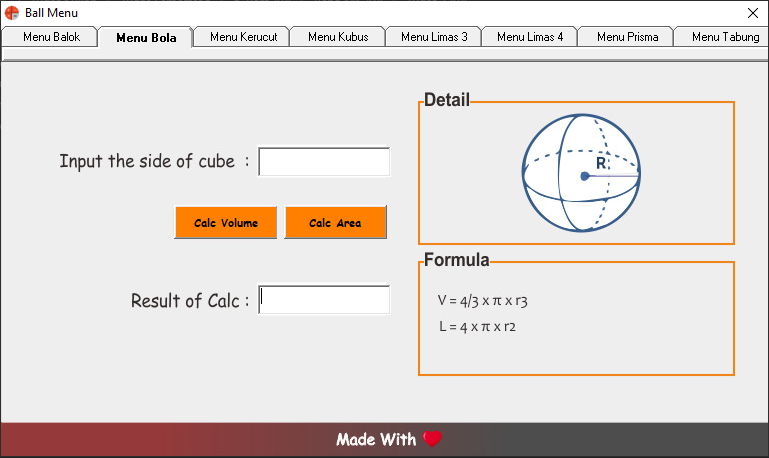 Ball Menu
Menu Balok Menu Bola Menu Kerucut Menu Kubus Menu Limas 3 Menu Limas 4 Menu Prisma Menu Tabung
Detail
R
Input the side of cube :
Calc Volume Calc Area
Formula
Result of Calc :
V = 4/3 x π x r3
L = 4 x π x r2
Made With